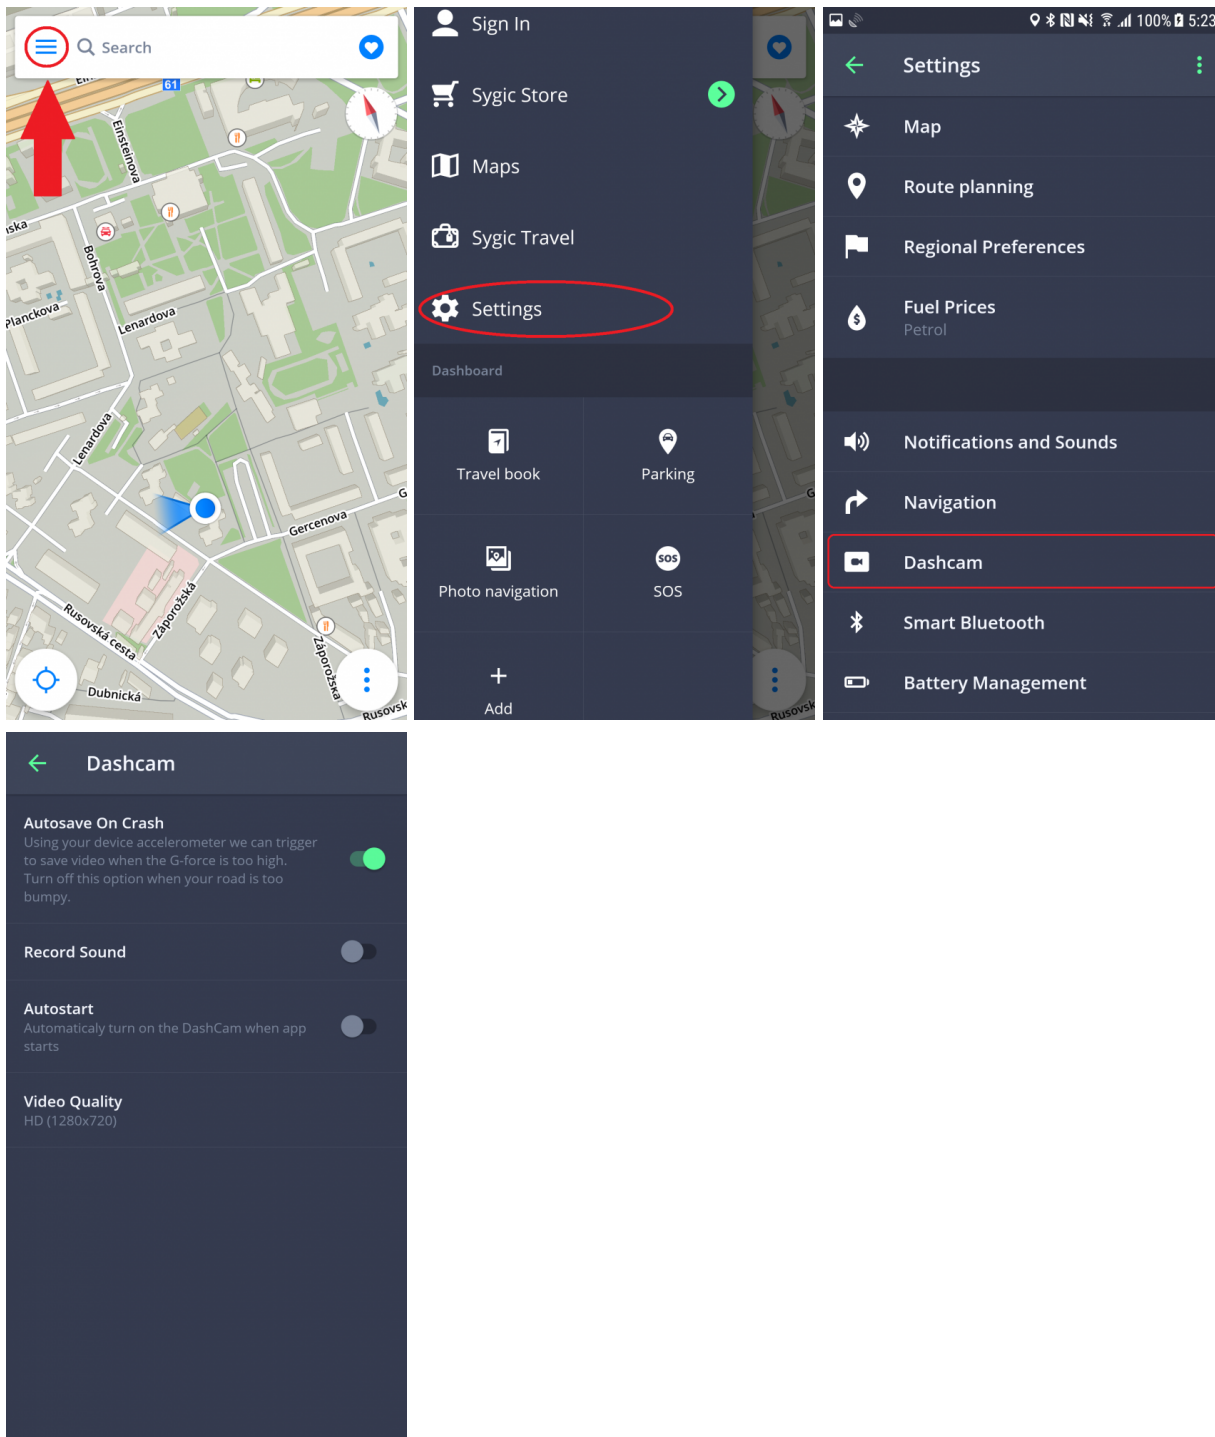 Search
Einsteinova
61
Einsteinova
Bohrova
Planckova
Lenardova
Lenardova
Gercenova
Rusovská cesta
Záporožská
Záporožská
Dubnická
Rusovsk
Sign In
Sygic Store
Maps
Sygic Travel
Settings
Dashboard
Travel book
Parking
Photo navigation
SOS
SOS
Add
Rusovsk
100% 5:23
Settings
Map
Route planning
Regional Preferences
Fuel Prices
Petrol
Notifications and Sounds
Navigation
Dashcam
Smart Bluetooth
Battery Management
Dashcam
Autosave On Crash
Using your device accelerometer we can trigger
to save video when the G-force is too high.
Turn off this option when your road is too
bumpy.
Record Sound
Autostart
Automaticaly turn on the DashCam when app
starts
Video Quality
HD (1280x720)